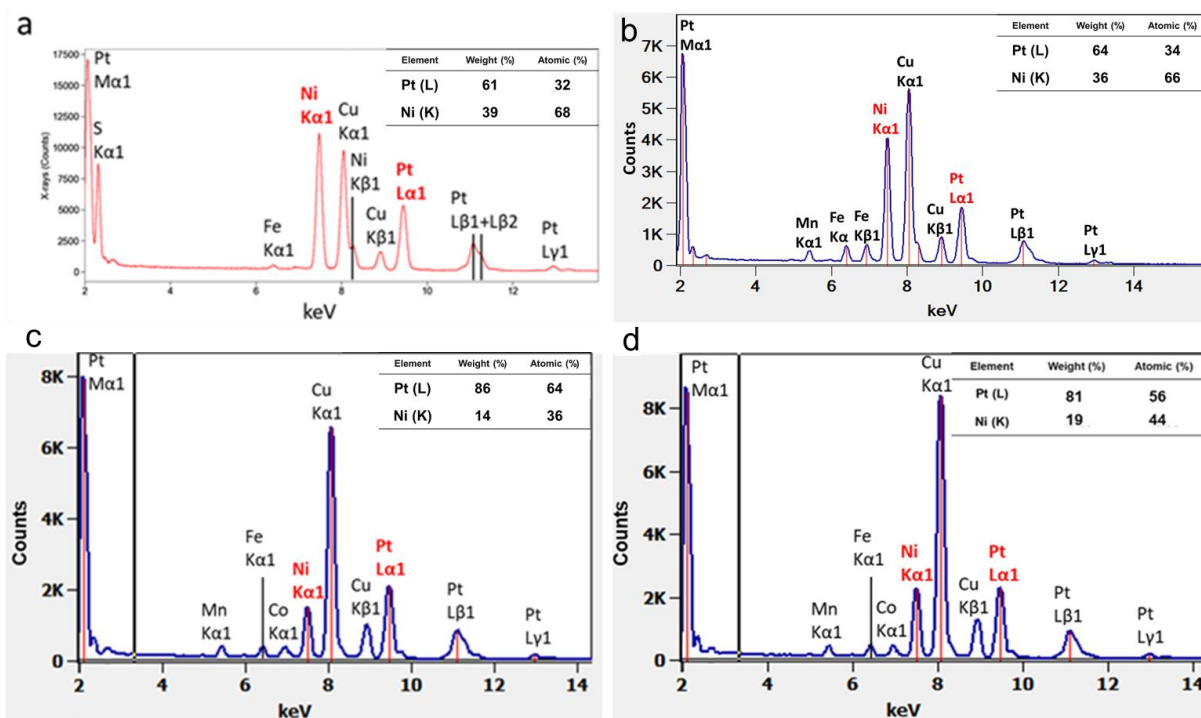 a
Pt
Mα1
S
Kα1
Fe
Kα1
Ni
Kα1
Cu
Kα1
Ni
Kβ1
Cu
Kβ1
Pt
Lα1
Pt
Lβ1+Lβ2
Pt
Lγ1
Element Weight (%) Atomic (%)
Pt (L) 61 32
Ni (K) 39 68
X-rays (Counts)
17500
15000
12500
10000
7500
5000
2500
0
2 4 6 8 10 12
keV
b
Pt
Mα1
Mn
Kα1
Fe
Kα
Fe
Kβ1
Ni
Kα1
Cu
Kα1
Cu
Kβ1
Pt
Lα1
Pt
Lβ1
Pt
Lγ1
Element Weight (%) Atomic (%)
Pt (L) 64 34
Ni (K) 36 66
Counts
7K
6K
5K
4K
3K
2K
1K
0
2 4 6 8 10 12 14
keV
c
Pt
Mα1
Mn
Kα1
Fe
Kα1
Co
Kα1
Ni
Kα1
Cu
Kα1
Cu
Kβ1
Pt
Lα1
Pt
Lβ1
Pt
Lγ1
Element Weight (%) Atomic (%)
Pt (L) 86 64
Ni (K) 14 36
Counts
8K
6K
4K
2K
0
2 4 6 8 10 12 14
keV
d
Pt
Mα1
Mn
Kα1
Fe
Kα1
Co
Kα1
Ni
Kα1
Cu
Kα1
Cu
Kβ1
Pt
Lα1
Pt
Lβ1
Pt
Lγ1
Element Weight (%) Atomic (%)
Pt (L) 81 56
Ni (K) 19 44
Counts
8K
6K
4K
2K
0
2 4 6 8 10 12 14
keV